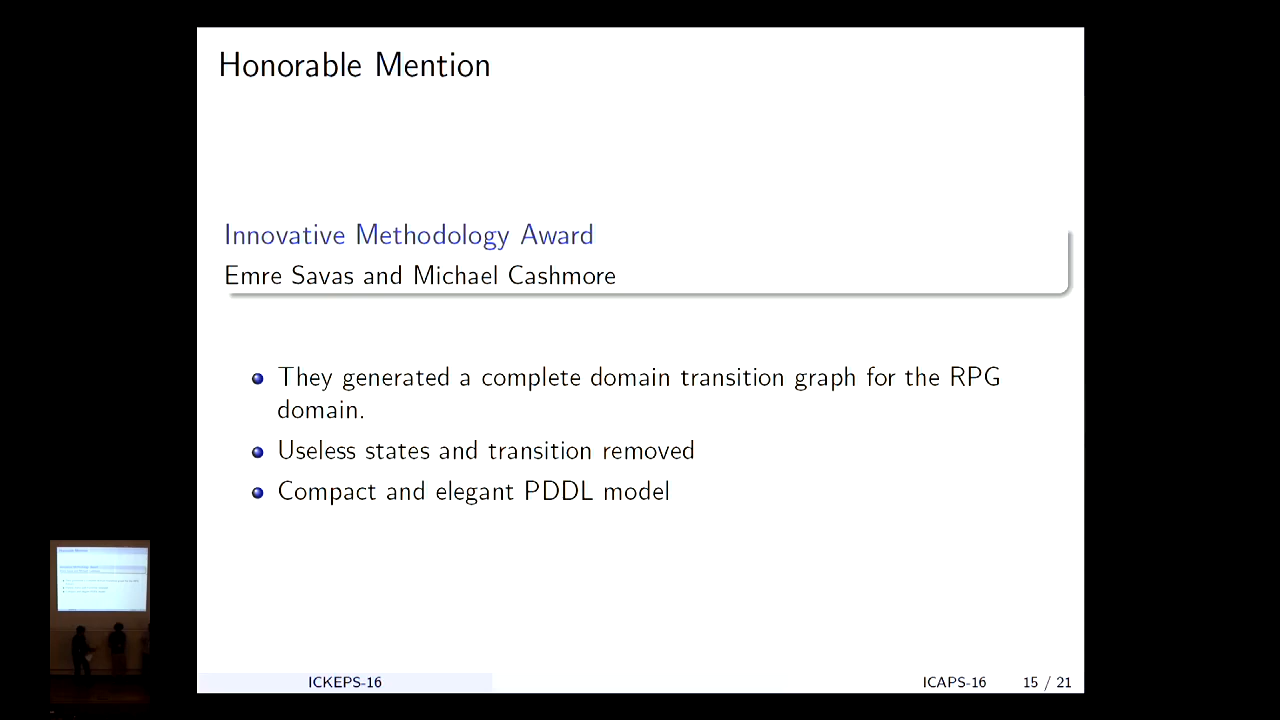 Honorable Mention
Innovative Methodology Award
Emre Savas and Michael Cashmore
They generated a complete domain transition graph for the RPG
domain.
Useless states and transition removed
Compact and elegant PDDL model
ICKEPS-16
ICAPS-16
15 / 21